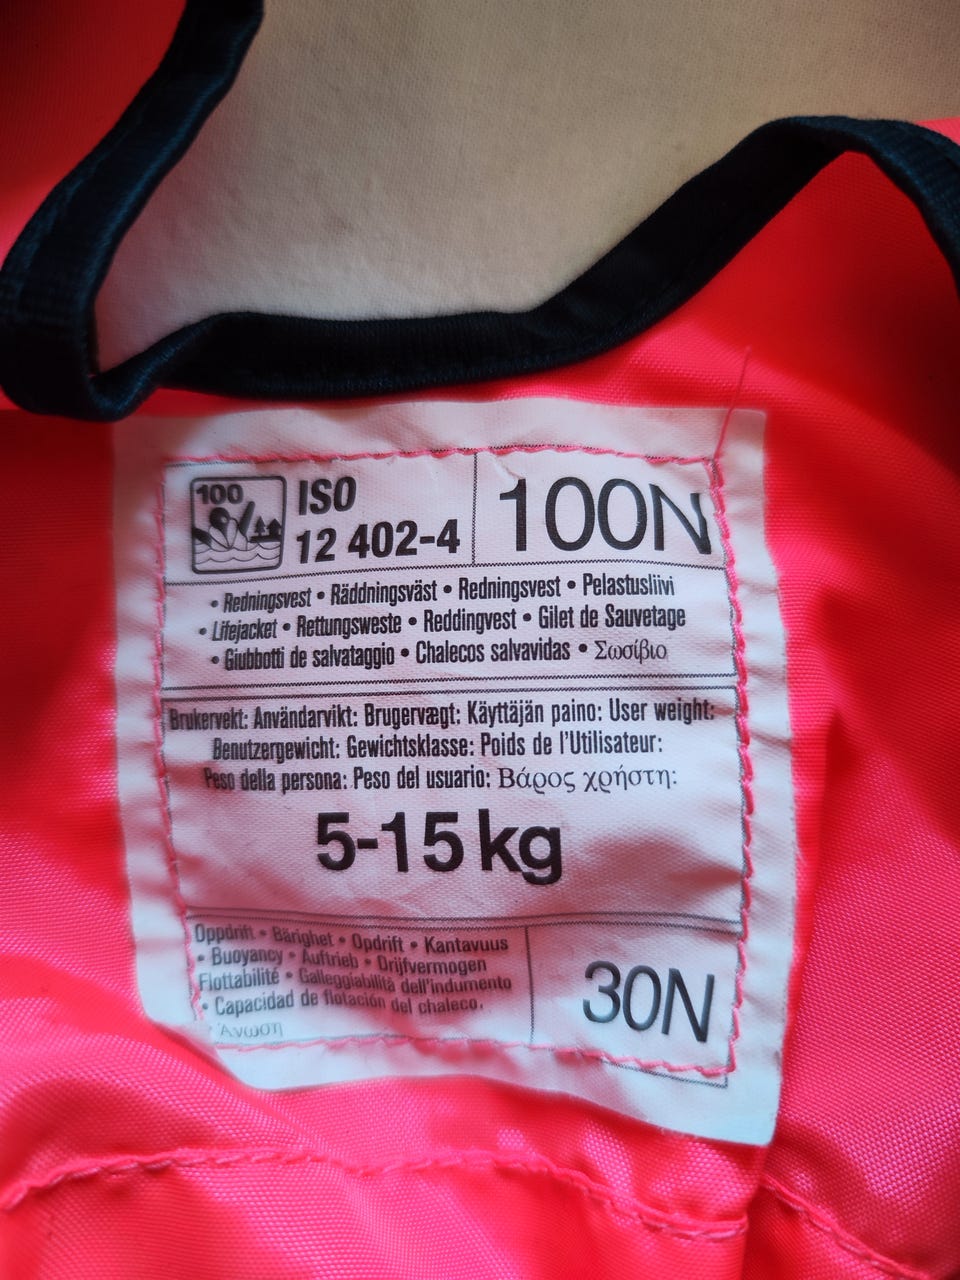 100
ISO
12 402-4
100N
• Redningsvest • Räddningsväst • Redningsvest • Pelastusliivi
• Lifejacket • Rettungsweste • Reddingvest • Gilet de Sauvetage
• Giubbotti de salvataggio • Chalecos salvavidas • Σωσίβιο
Brukervekt: Användarvikt: Brugervægt: Käyttäjän paino: User weight:
Benutzergewicht: Gewichtsklasse: Poids de l'Utilisateur:
Peso della persona: Peso del usuario: Βάρος χρήστη:
5-15 kg
Oppdrift • Bärighet • Opdrift • Kantavuus
• Buoyancy • Auftrieb • Drijfvermogen
Flottabilité • Galleggiabilità dell'indumento
• Capacidad de flotación del chaleco.
• Άνωση
30N